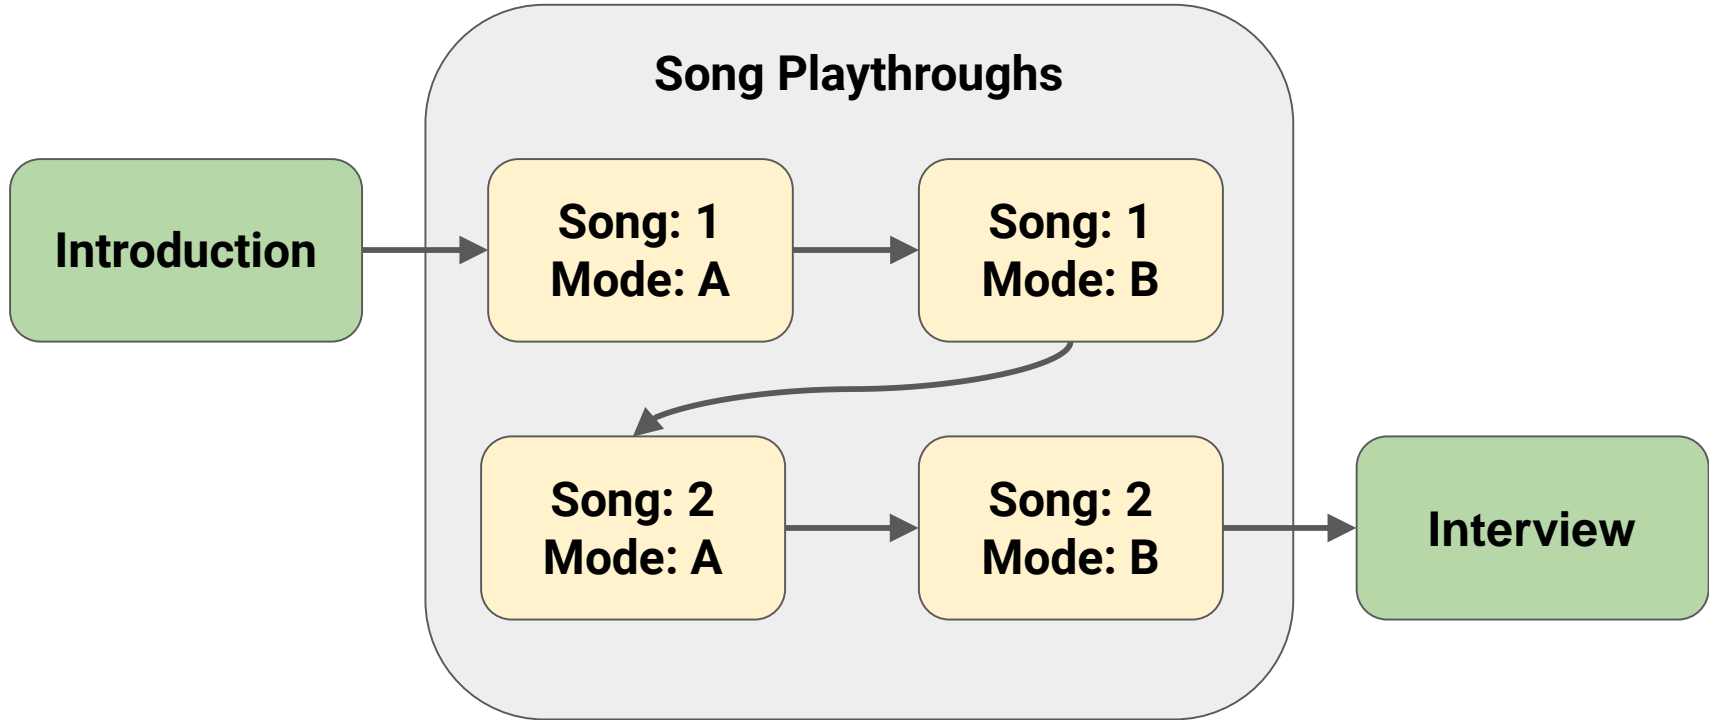 Song Playthroughs
Introduction
Song: 1
Mode: A
Song: 1
Mode: B
Song: 2
Mode: A
Song: 2
Mode: B
Interview